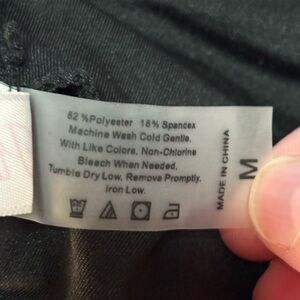 82 %Polyester 18% Spandex
Machine Wash Cold Gentle,
With Like Colors, Non-Chlorine
Bleach When Needed,
Tumble Dry Low, Remove Promptly,
Iron Low.
MADE IN CHINA
M